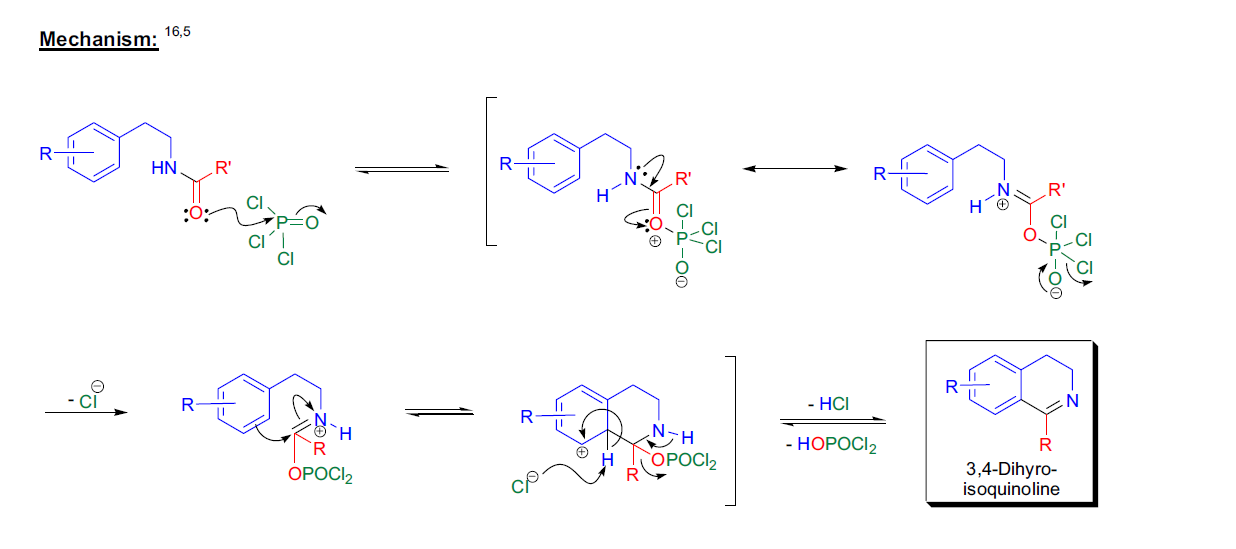 Mechanism: 16,5
R
HN
R'
O
Cl
P
O
Cl
Cl
R
N
H
R'
O
⊕
Cl
P
Cl
Cl
O
⊖
R
N
H
⊕
R'
O
Cl
P
Cl
Cl
O
⊖
- Cl⊖
R
N
⊕
H
R
OPOCl2
R
⊕
N
H
H
OPOCl2
R
Cl⊖
- HCl
- HOPOCl2
R
N
R
3,4-Dihyro-
isoquinoline